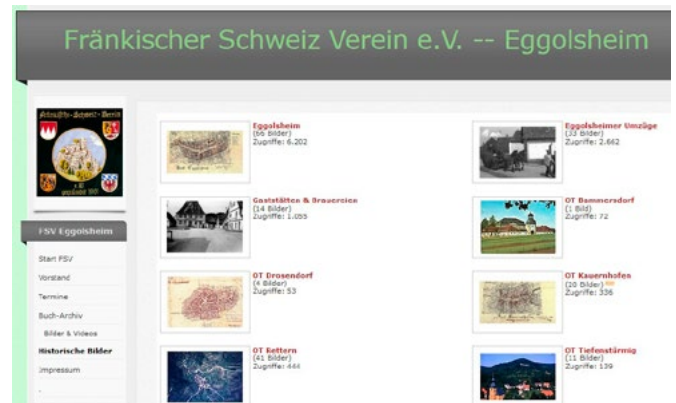 Fränkischer Schweiz Verein e.V. -- Eggolsheim
FSV Eggolsheim
Start FSV
Vorstand
Termine
Buch-Archiv
Bilder & Videos
Historische Bilder
Impressum
Eggolsheim
(66 Bilder)
Zugriffe: 6.202
Eggolsheimer Umzüge
(33 Bilder)
Zugriffe: 2.662
Gaststätten & Brauereien
(14 Bilder)
Zugriffe: 1.055
OT Bammersdorf
(1 Bild)
Zugriffe: 72
OT Drosendorf
(4 Bilder)
Zugriffe: 53
OT Kauernhofen
(10 Bilder)
Zugriffe: 336
OT Rettern
(41 Bilder)
Zugriffe: 444
OT Tiefenstürmig
(11 Bilder)
Zugriffe: 139